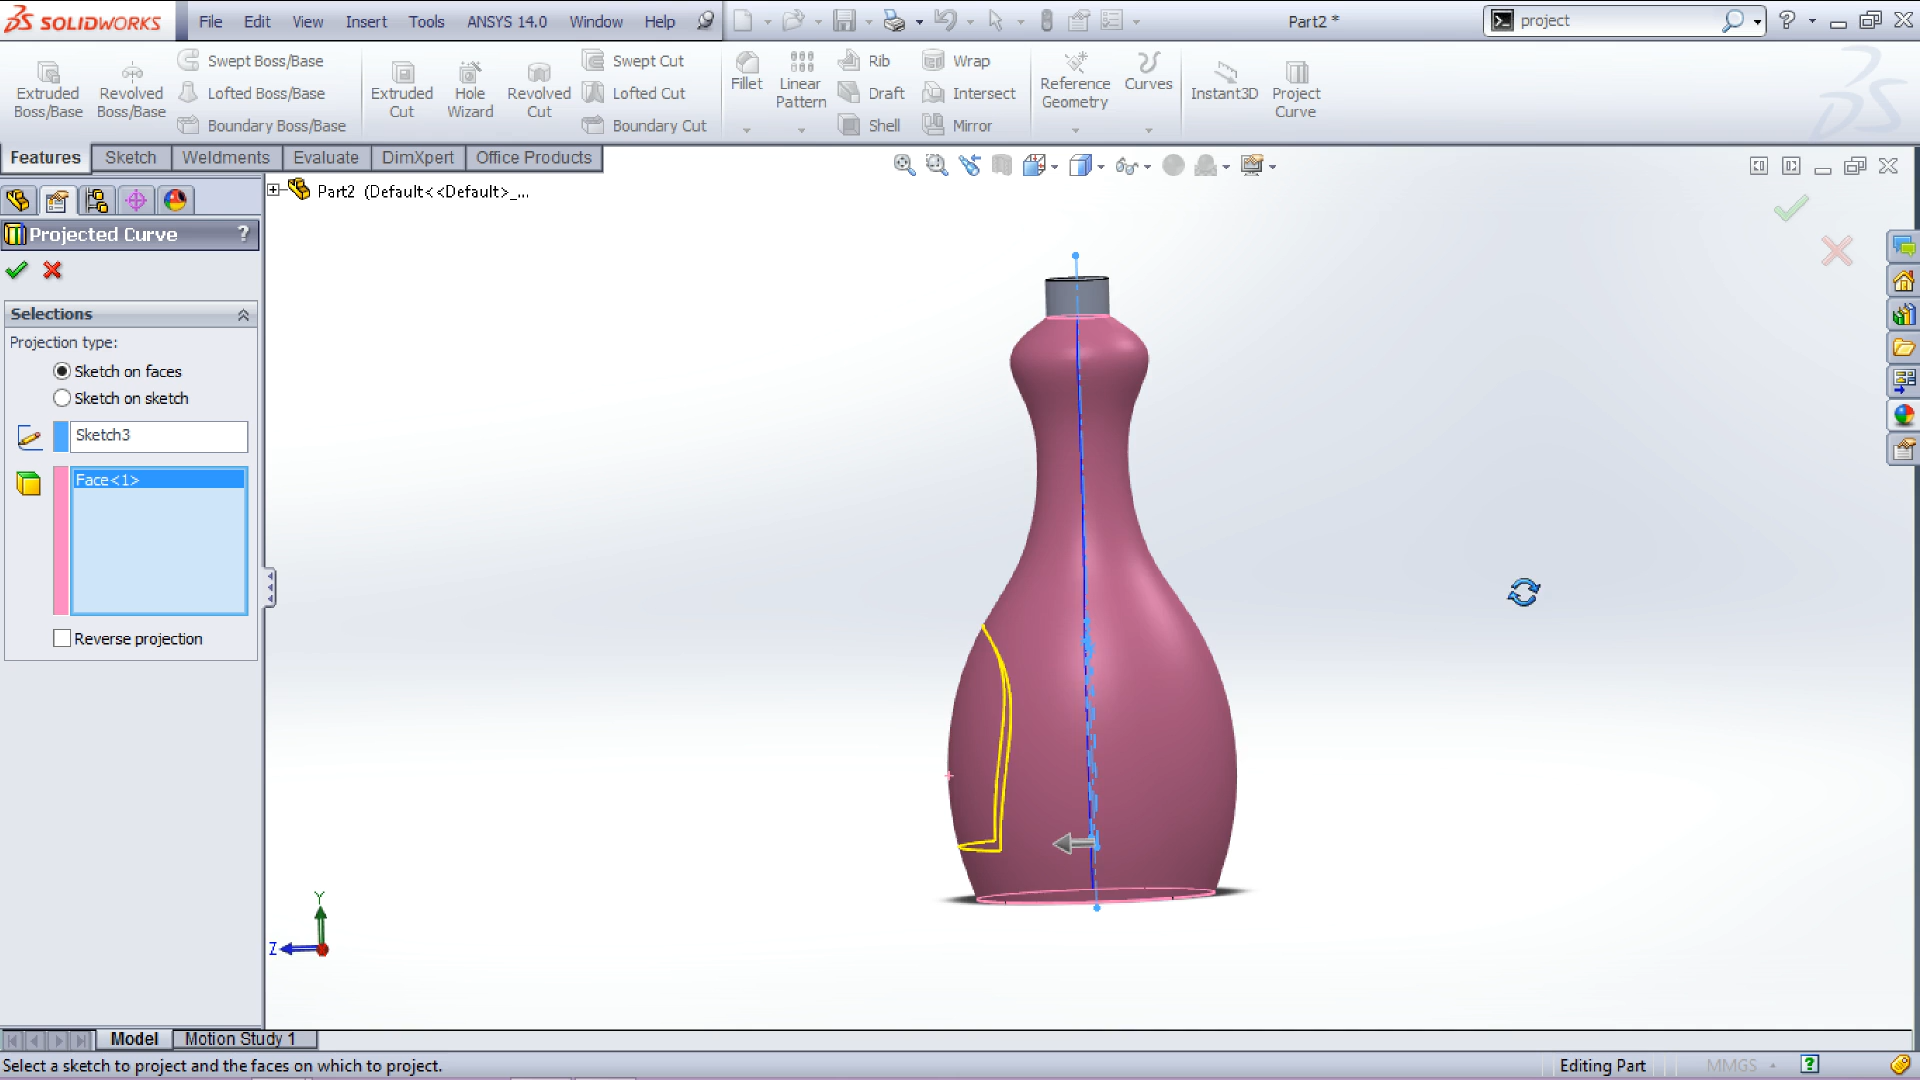 SOLIDWORKS File Edit View Insert Tools ANSYS 14.0 Window Help Part2 * project ?
Extruded Boss/Base
Revolved Boss/Base
Swept Boss/Base
Lofted Boss/Base
Boundary Boss/Base
Extruded Cut
Hole Wizard
Revolved Cut
Swept Cut
Lofted Cut
Boundary Cut
Fillet
Linear Pattern
Rib
Draft
Shell
Wrap
Intersect
Mirror
Reference Geometry
Curves
Instant3D
Project Curve
Features Sketch Weldments Evaluate DimXpert Office Products
Part2 (Default<<Default>_...
Projected Curve ?
Selections
Projection type:
Sketch on faces
Sketch on sketch
Sketch3
Face<1>
Reverse projection
Y
Z
Model Motion Study 1
Select a sketch to project and the faces on which to project. Editing Part MMGS ?